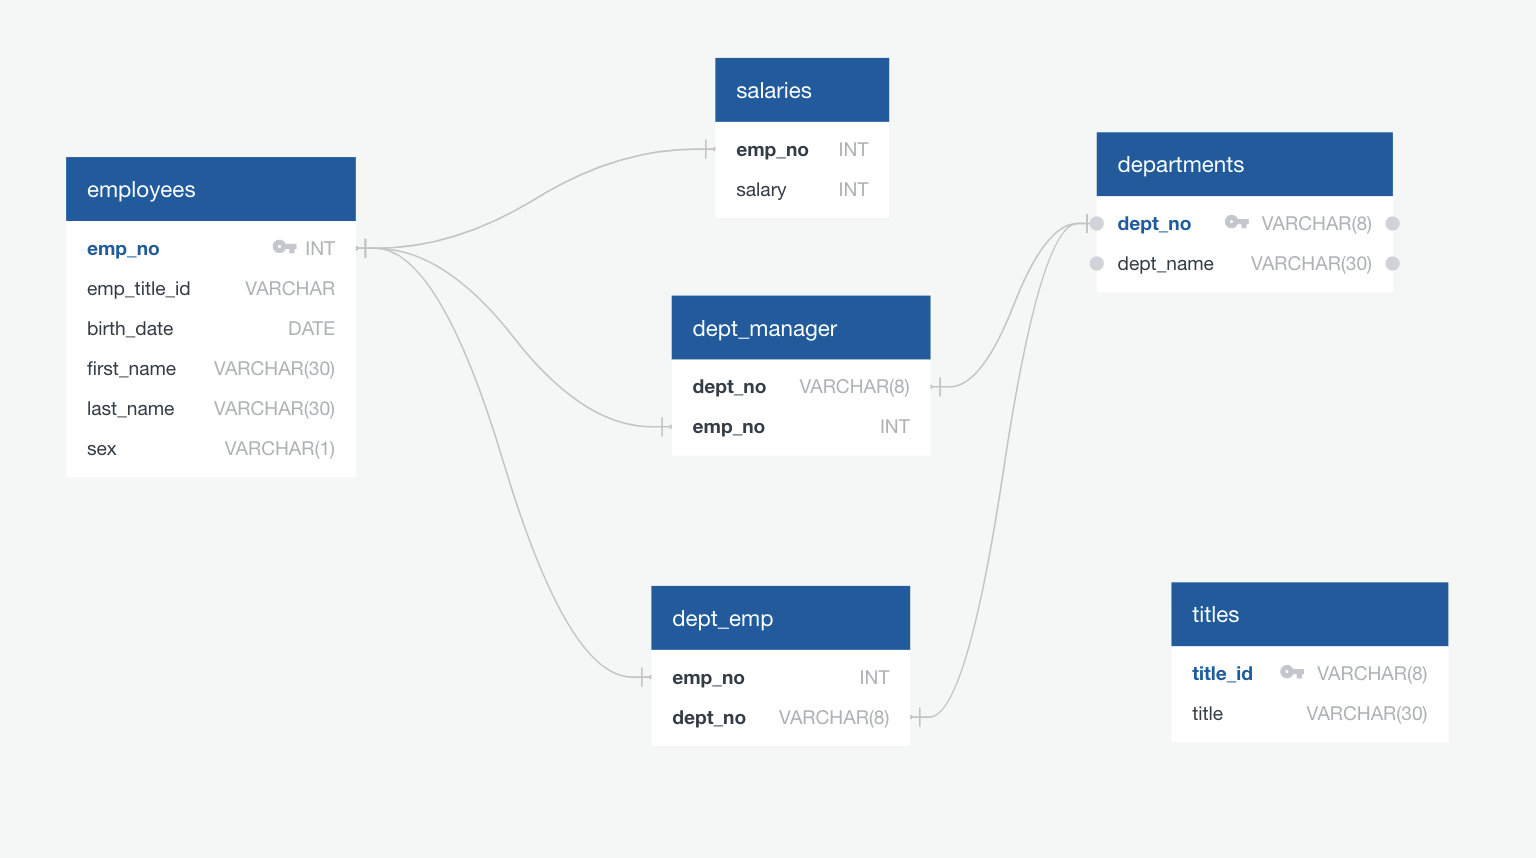 employees
emp_no INT
emp_title_id VARCHAR
birth_date DATE
first_name VARCHAR(30)
last_name VARCHAR(30)
sex VARCHAR(1)
salaries
emp_no INT
salary INT
dept_manager
dept_no VARCHAR(8)
emp_no INT
dept_emp
emp_no INT
dept_no VARCHAR(8)
departments
dept_no VARCHAR(8)
dept_name VARCHAR(30)
titles
title_id VARCHAR(8)
title VARCHAR(30)